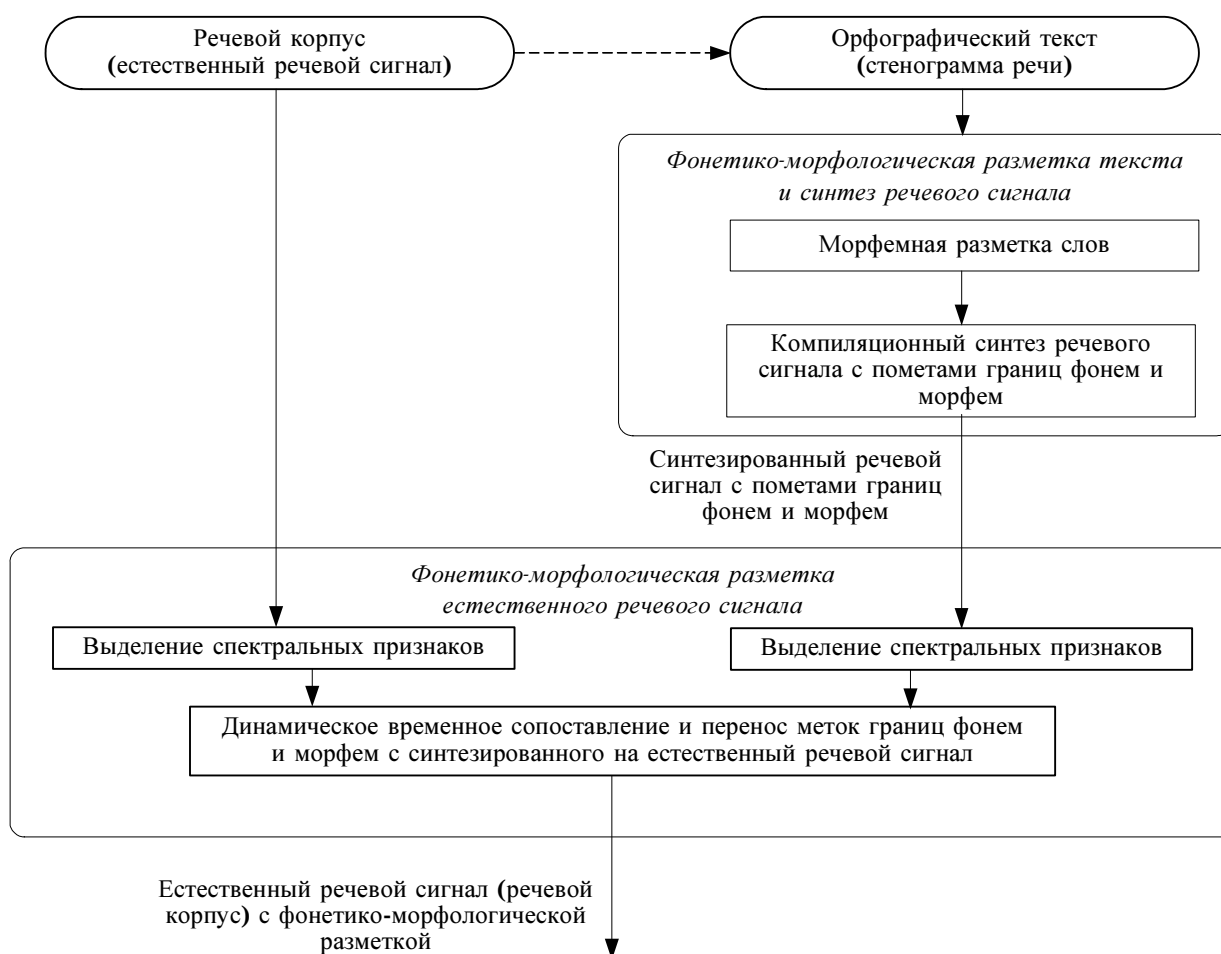 Речевой корпус
(естественный речевой сигнал)
Орфографический текст
(стенограмма речи)
Фонетико-морфологическая разметка текста
и синтез речевого сигнала
Морфемная разметка слов
Компиляционный синтез речевого
сигнала с пометами границ фонем и
морфем
Синтезированный речевой
сигнал с пометами границ
фонем и морфем
Фонетико-морфологическая разметка
естественного речевого сигнала
Выделение спектральных признаков
Выделение спектральных признаков
Динамическое временное сопоставление и перенос меток границ фонем
и морфем с синтезированного на естественный речевой сигнал
Естественный речевой сигнал (речевой
корпус) с фонетико-морфологической
разметкой